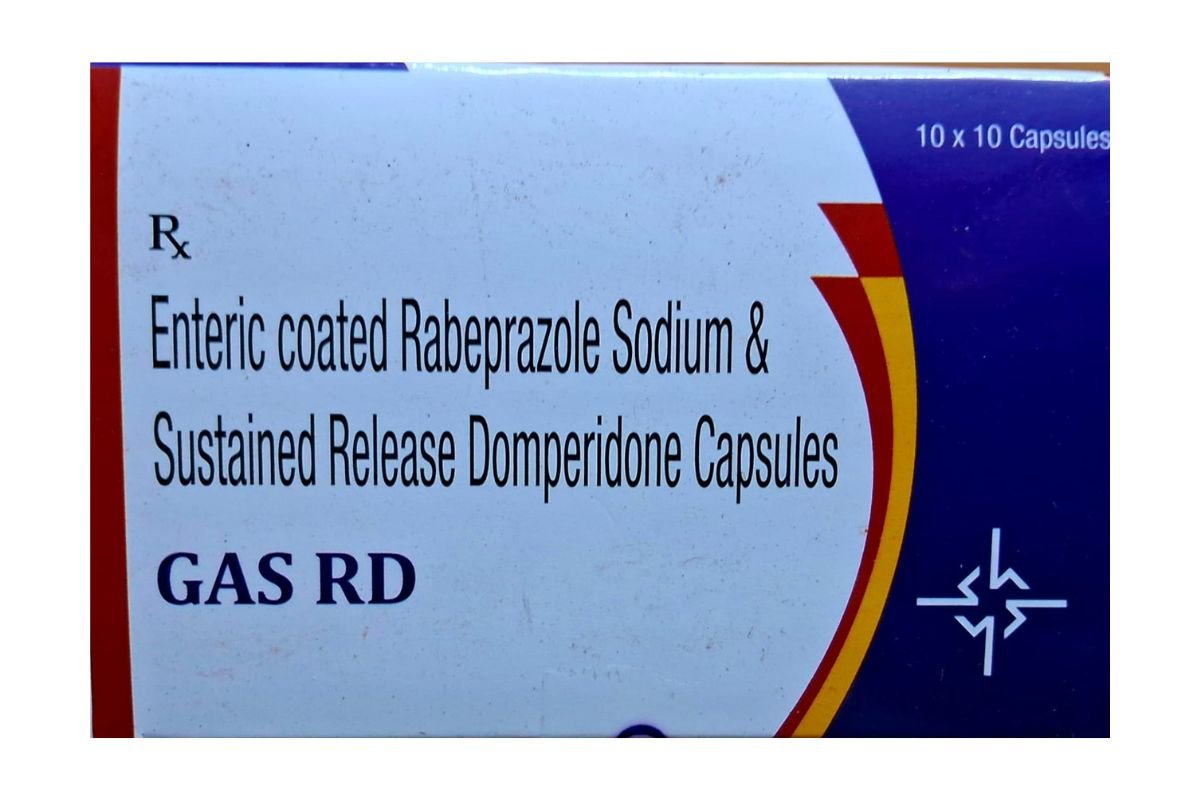 10 x 10 Capsules
Rx
Enteric coated Rabeprazole Sodium &
Sustained Release Domperidone Capsules
GAS RD